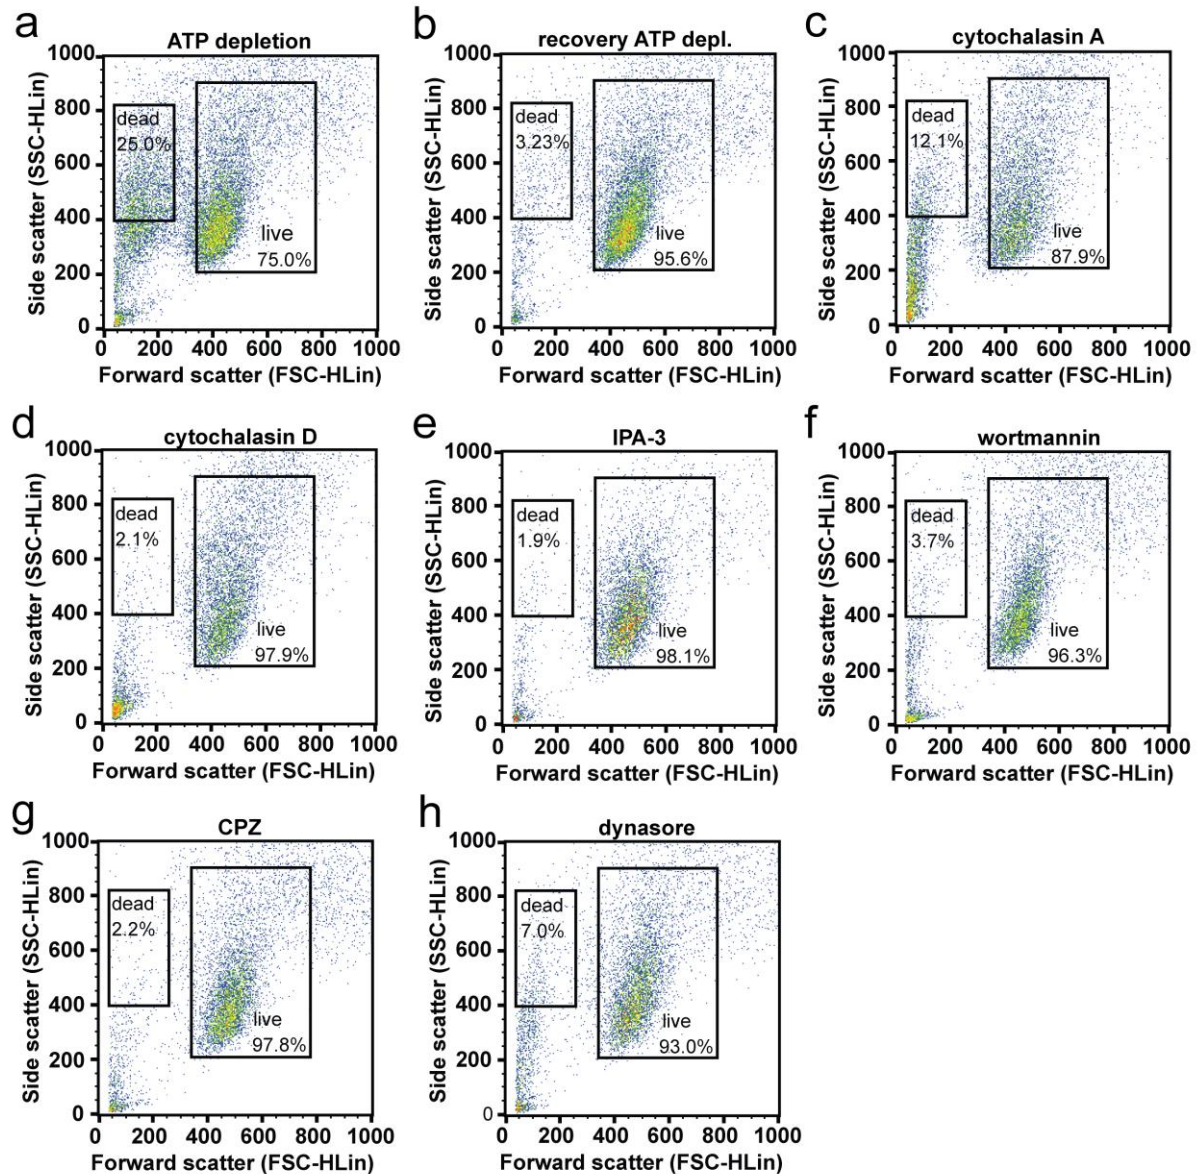 a
ATP depletion
1000
800
600
400
200
0
Side scatter (SSC-HLin)
dead
25.0%
live
75.0%
0 200 400 600 800 1000
Forward scatter (FSC-HLin)
b
recovery ATP depl.
1000
800
600
400
200
0
Side scatter (SSC-HLin)
dead
3.23%
live
95.6%
0 200 400 600 800 1000
Forward scatter (FSC-HLin)
c
cytochalasin A
1000
800
600
400
200
0
Side scatter (SSC-HLin)
dead
12.1%
live
87.9%
0 200 400 600 800 1000
Forward scatter (FSC-HLin)
d
cytochalasin D
1000
800
600
400
200
0
Side scatter (SSC-HLin)
dead
2.1%
live
97.9%
0 200 400 600 800 1000
Forward scatter (FSC-HLin)
e
IPA-3
1000
800
600
400
200
0
Side scatter (SSC-HLin)
dead
1.9%
live
98.1%
0 200 400 600 800 1000
Forward scatter (FSC-HLin)
f
wortmannin
1000
800
600
400
200
0
Side scatter (SSC-HLin)
dead
3.7%
live
96.3%
0 200 400 600 800 1000
Forward scatter (FSC-HLin)
g
CPZ
1000
800
600
400
200
0
Side scatter (SSC-HLin)
dead
2.2%
live
97.8%
0 200 400 600 800 1000
Forward scatter (FSC-HLin)
h
dynasore
1000
800
600
400
200
0
Side scatter (SSC-HLin)
dead
7.0%
live
93.0%
0 200 400 600 800 1000
Forward scatter (FSC-HLin)